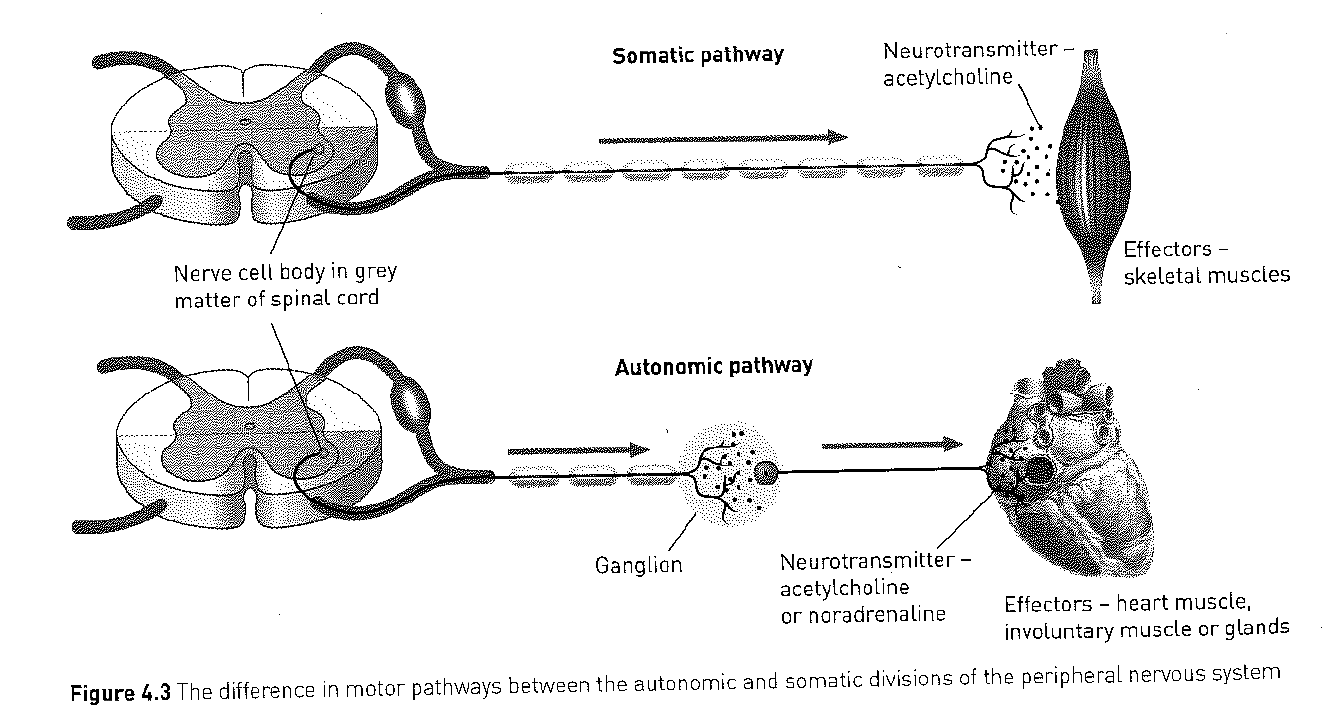 Somatic pathway
Neurotransmitter –
acetylcholine
Effectors –
skeletal muscles
Nerve cell body in grey
matter of spinal cord
Autonomic pathway
Ganglion
Neurotransmitter –
acetylcholine
or noradrenaline
Effectors – heart muscle,
involuntary muscle or glands
Figure 4.3 The difference in motor pathways between the autonomic and somatic divisions of the peripheral nervous system